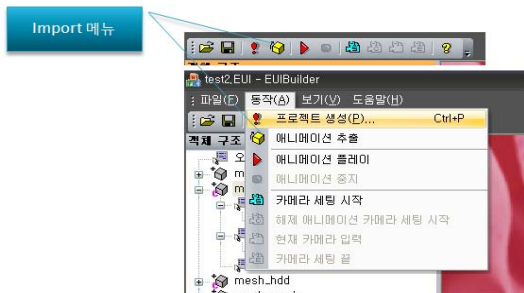 Import 메뉴
test2.EUI - EUIBuilder
파일(F) 동작(A) 보기(V) 도움말(H)
프로젝트 생성(P)... Ctrl+P
객체 구조
애니메이션 추출
애니메이션 플레이
애니메이션 중지
카메라 세팅 시작
해제 애니메이션 카메라 세팅 시작
현재 카메라 입력
카메라 세팅 끝
mesh_hdd